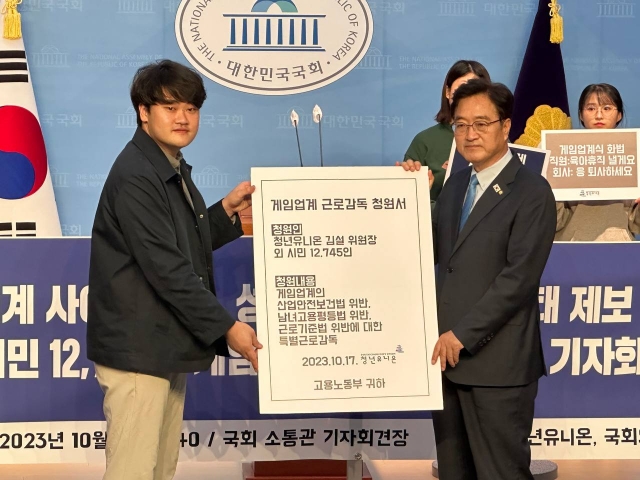 THE NATIONAL ASSEMBLY REPUBLIC OF KOREA
대한민국국회
게임업계식 화법
직원:육아휴직 낼게요
회사: 응 퇴사하세요
게임업계 근로감독 청원서
청원인
청년유니온 김설 위원장
외 시민 12,745인
청원내용
게임업계의
산업안전보건법 위반,
남녀고용평등법 위반,
근로기준법 위반에 대한
특별근로감독
2023.10.17. 청년유니온
고용노동부 귀하
계 사
태 제보
시민 12,
기자회
2023년 10월
40 / 국회 소통관 기자회견장
년유니온, 국회